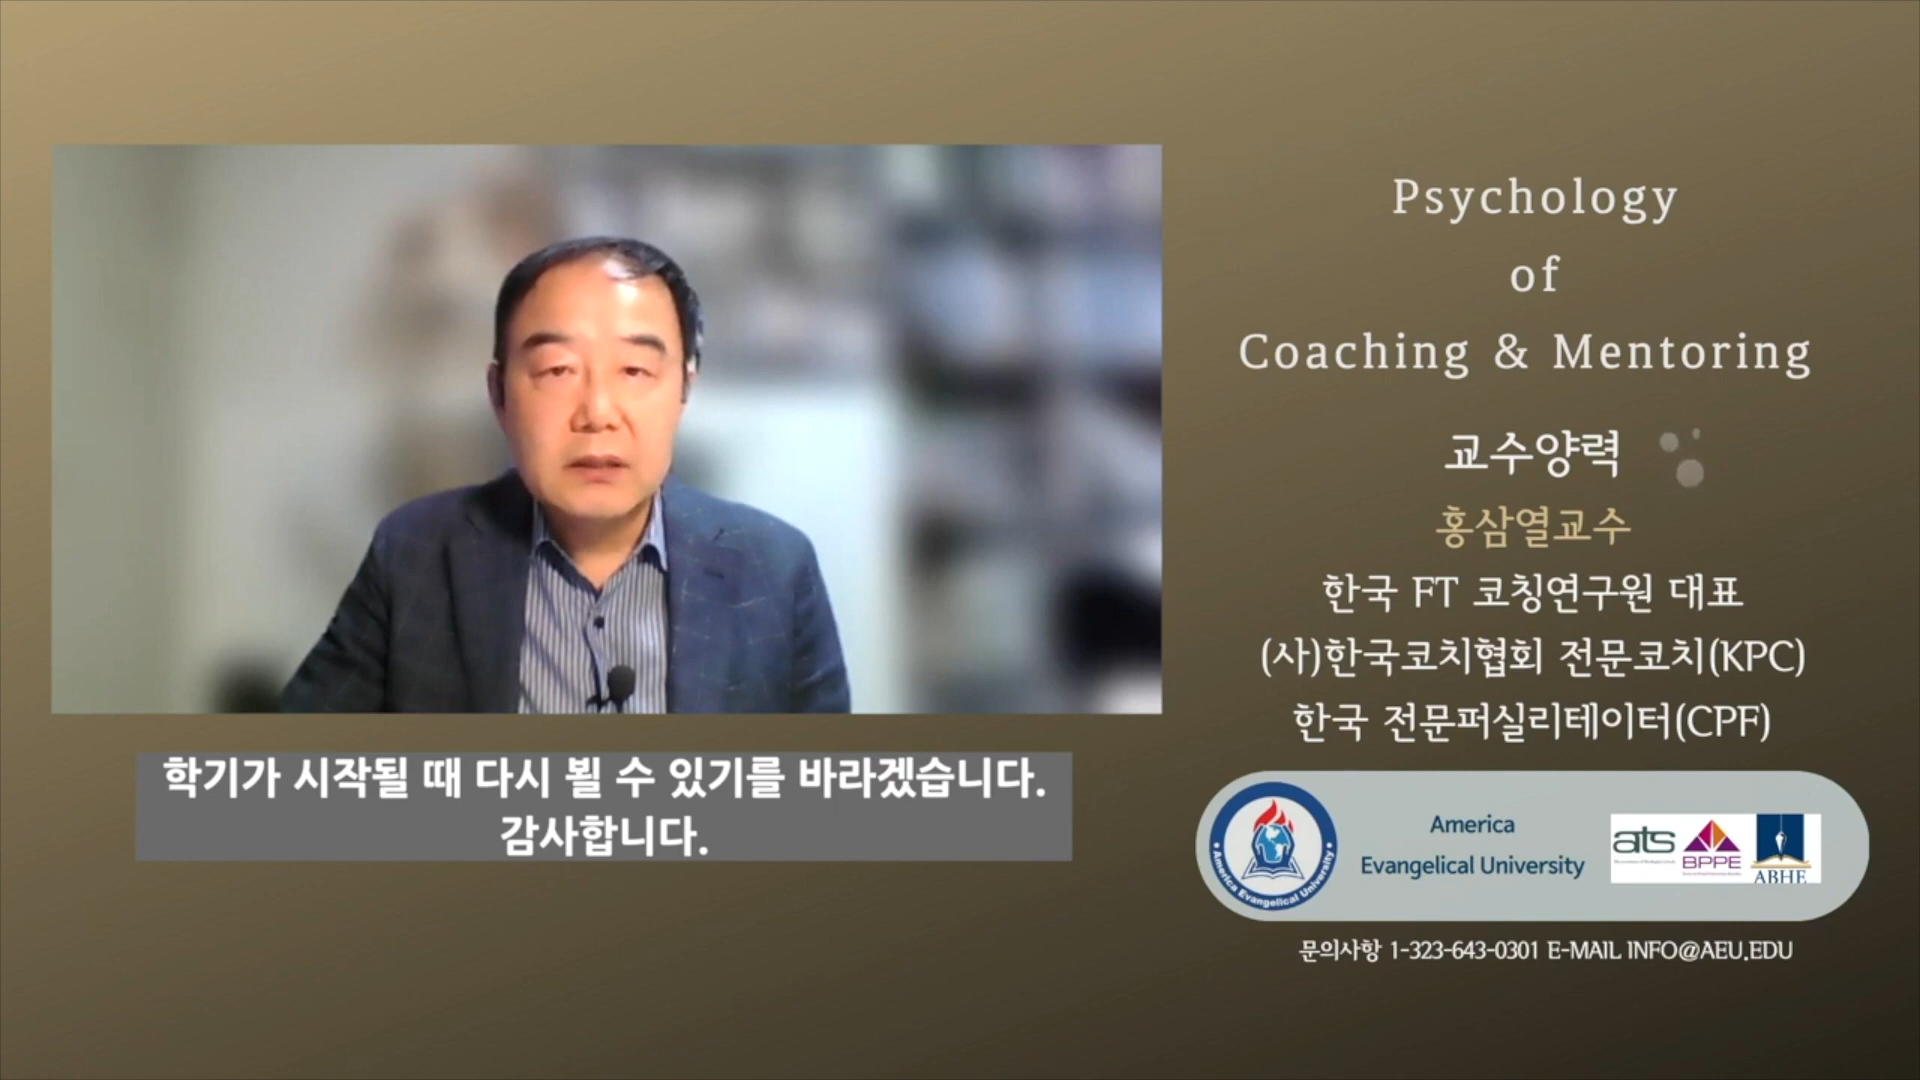 Psychology
of
Coaching & Mentoring
교수양력
홍삼열교수
한국 FT 코칭연구원 대표
(사)한국코치협회 전문코치(KPC)
한국 전문퍼실리테이터(CPF)
학기가 시작될 때 다시 뵐 수 있기를 바라겠습니다.
감사합니다.
America Evangelical University
America
Evangelical University
ats
BPPE
ABHE
문의사항 1-323-643-0301 E-MAIL INFO@AEU.EDU